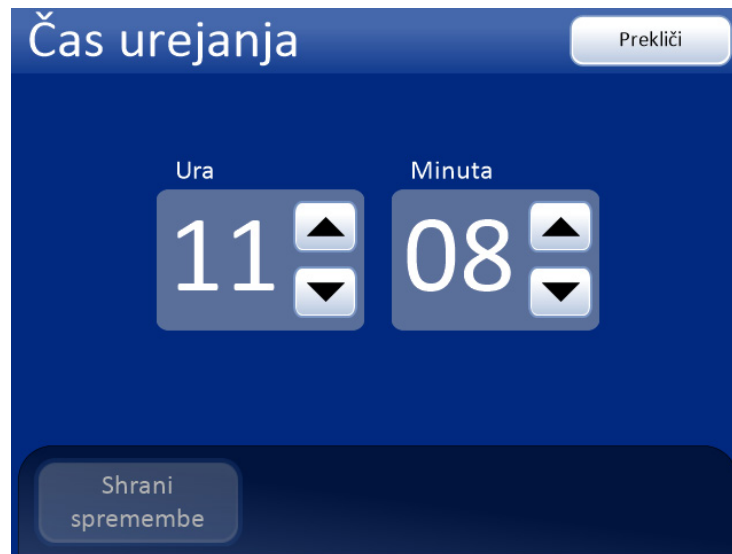 Čas urejanja
Prekliči
Ura
Minuta
11
08
Shrani
spremembe